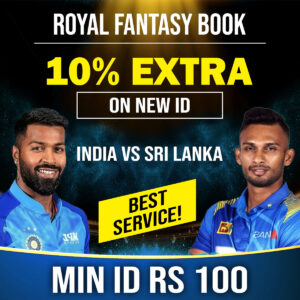 ROYAL FANTASY BOOK
10% EXTRA
ON NEW ID
INDIA VS SRI LANKA
BEST
SERVICE!
MIN ID RS 100